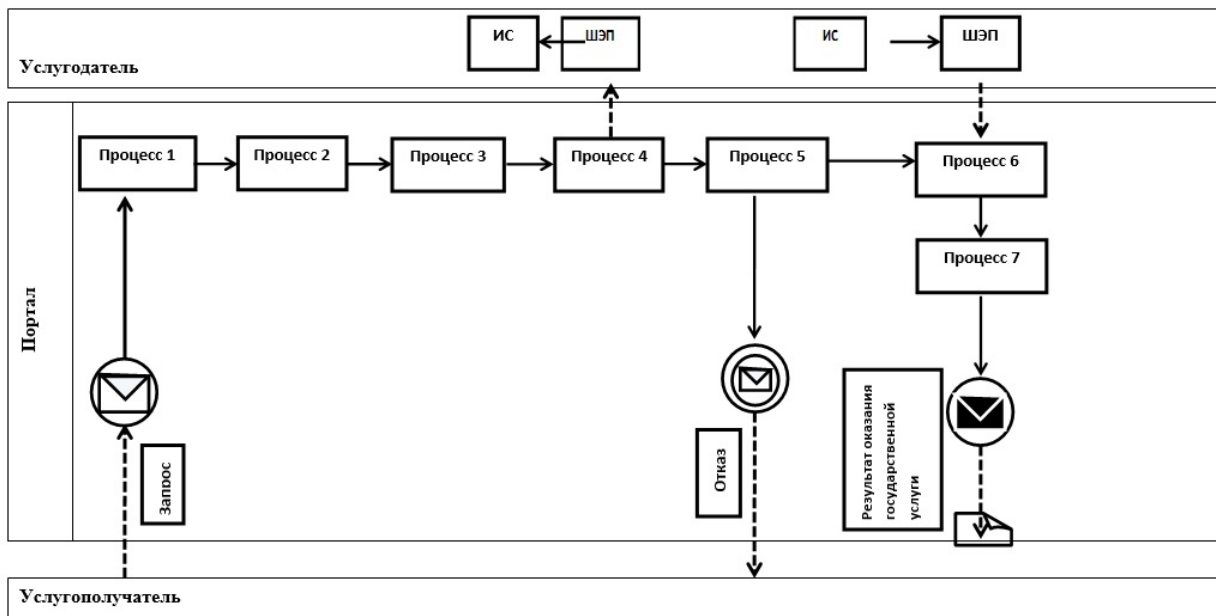 ИС
ШЭП
ИС
ШЭП
Услугодатель
Процесс 1
Процесс 2
Процесс 3
Процесс 4
Процесс 5
Процесс 6
Процесс 7
Портал
Запрос
Отказ
Результат оказания
государственной
услуги
Услугополучатель